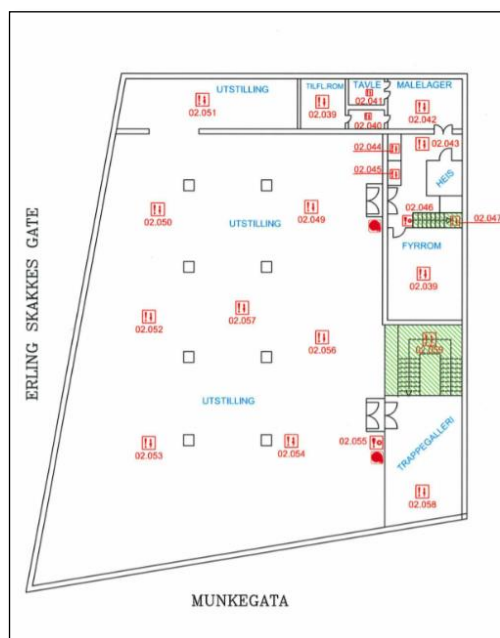 UTSTILLING
02.051
TILFL.ROM
02.039
TAVLE
02.041
02.040
MALELAGER
02.042
02.043
02.044
02.045
HEIS
02.046
02.047
02.050
02.049
UTSTILLING
FYRROM
02.039
02.052
02.057
02.056
02.059
UTSTILLING
02.053
02.054
02.055
TRAPPEGALLERI
02.058
ERLING SKAKKES GATE
MUNKEGATA